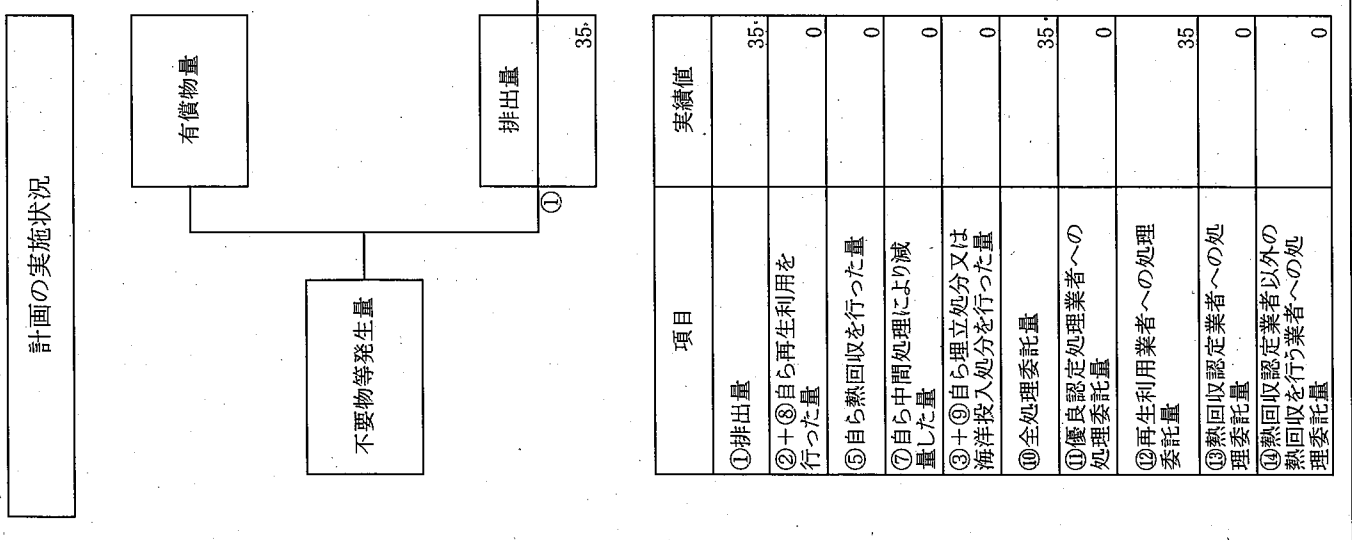 計画の実施状況
有償物量
不要物等発生量
①
排出量
35
項目 実績値
①排出量 35
②+⑧自ら再生利用を
行った量 0
⑤自ら熱回収を行った量 0
⑦自ら中間処理により減
量した量 0
③+⑨自ら埋立処分又は
海洋投入処分を行った量 0
⑩全処理委託量 35
⑪優良認定処理業者への
処理委託量 0
⑫再生利用業者への処理
委託量 35
⑬熱回収認定業者への処
理委託量 0
⑭熱回収認定業者以外の
熱回収を行う業者への処
理委託量 0